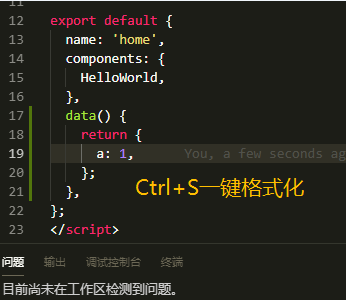 11
12 export default {
13 name: 'home',
14 components: {
15 HelloWorld,
16 },
17 data() {
18 return {
19 a: 1, You, a few seconds ag
20 };
21 },
22 };
23 </script>
Ctrl+S一键格式化
问题 输出 调试控制台 终端
目前尚未在工作区检测到问题。